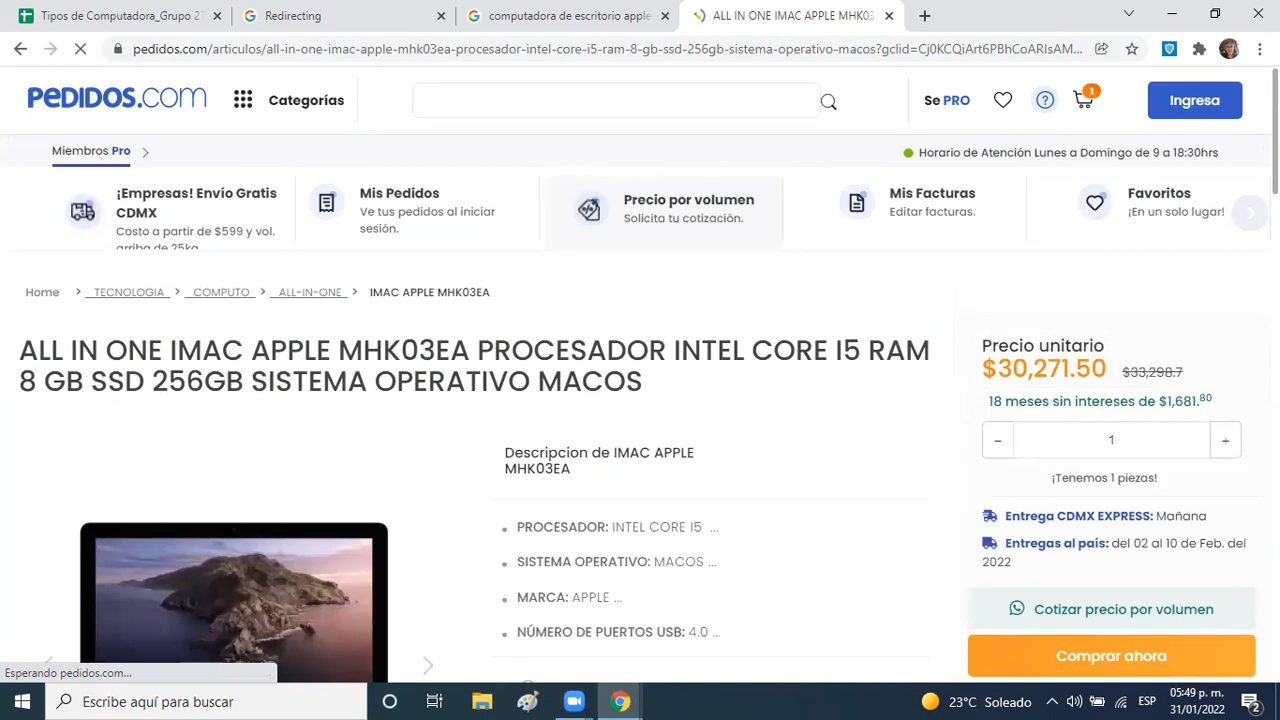 Tipos de Computadora_Grupo 2
Redirecting
computadora de escritorio apple
ALL IN ONE IMAC APPLE MHK03
pedidos.com/articulos/all-in-one-imac-apple-mhk03ea-procesador-intel-core-i5-ram-8-gb-ssd-256gb-sistema-operativo-macos?gclid=Cj0KCQiArt6PBhCoARIsAM...
PEDIDOS.COM
Categorías
Se PRO
?
1
Ingresa
Miembros Pro
Horario de Atención Lunes a Domingo de 9 a 18:30hrs
¡Empresas! Envío Gratis CDMX
Costo a partir de $599 y vol. arriba de 25kg.
Mis Pedidos
Ve tus pedidos al iniciar sesión.
Precio por volumen
Solicita tu cotización.
Mis Facturas
Editar facturas.
Favoritos
¡En un solo lugar!
Home > TECNOLOGIA > COMPUTO > ALL-IN-ONE > IMAC APPLE MHK03EA
ALL IN ONE IMAC APPLE MHK03EA PROCESADOR INTEL CORE I5 RAM
8 GB SSD 256GB SISTEMA OPERATIVO MACOS
Descripcion de IMAC APPLE
MHK03EA
• PROCESADOR: INTEL CORE I5 ...
• SISTEMA OPERATIVO: MACOS ...
• MARCA: APPLE ...
• NÚMERO DE PUERTOS USB: 4.0 ...
Precio unitario
$30,271.50 $33,298.7
18 meses sin intereses de $1,681.80
- 1 +
¡Tenemos 1 piezas!
Entrega CDMX EXPRESS: Mañana
Entregas al país: del 02 al 10 de Feb. del
2022
Cotizar precio por volumen
Comprar ahora
Esperando pedidos.com...
Escribe aquí para buscar
23°C Soleado
ESP
05:49 p. m.
31/01/2022
2